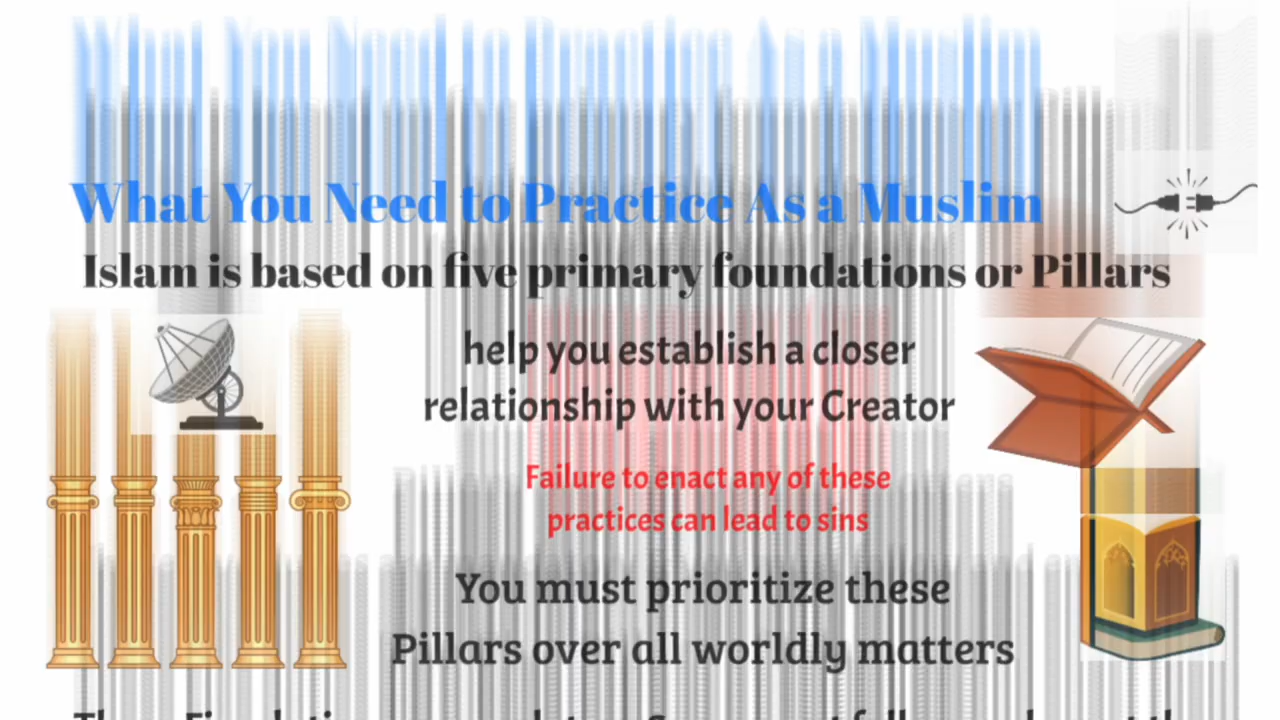 What You Need to Practice As a Muslim
Islam is based on five primary foundations or Pillars
help you establish a closer
relationship with your Creator
Failure to enact any of these
practices can lead to sins
You must prioritize these
Pillars over all worldly matters